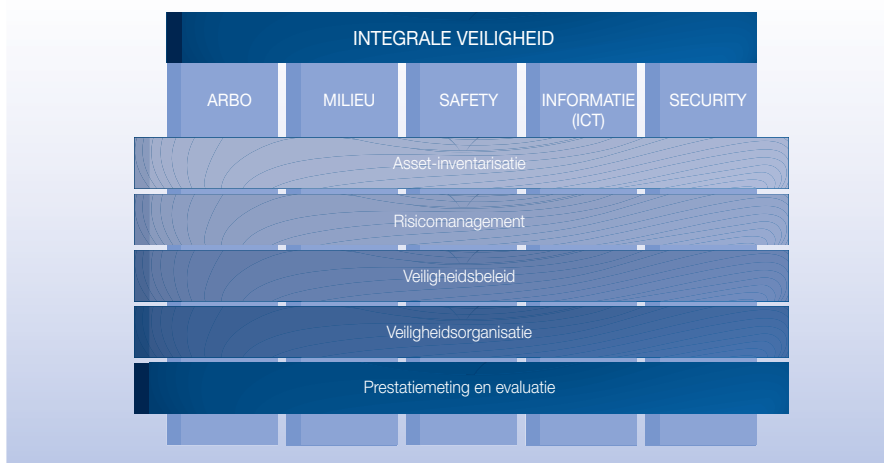 INTEGRALE VEILIGHEID
ARBO
MILIEU
SAFETY
INFORMATIE
(ICT)
SECURITY
Asset-inventarisatie
Risicomanagement
Veiligheidsbeleid
Veiligheidsorganisatie
Prestatiemeting en evaluatie